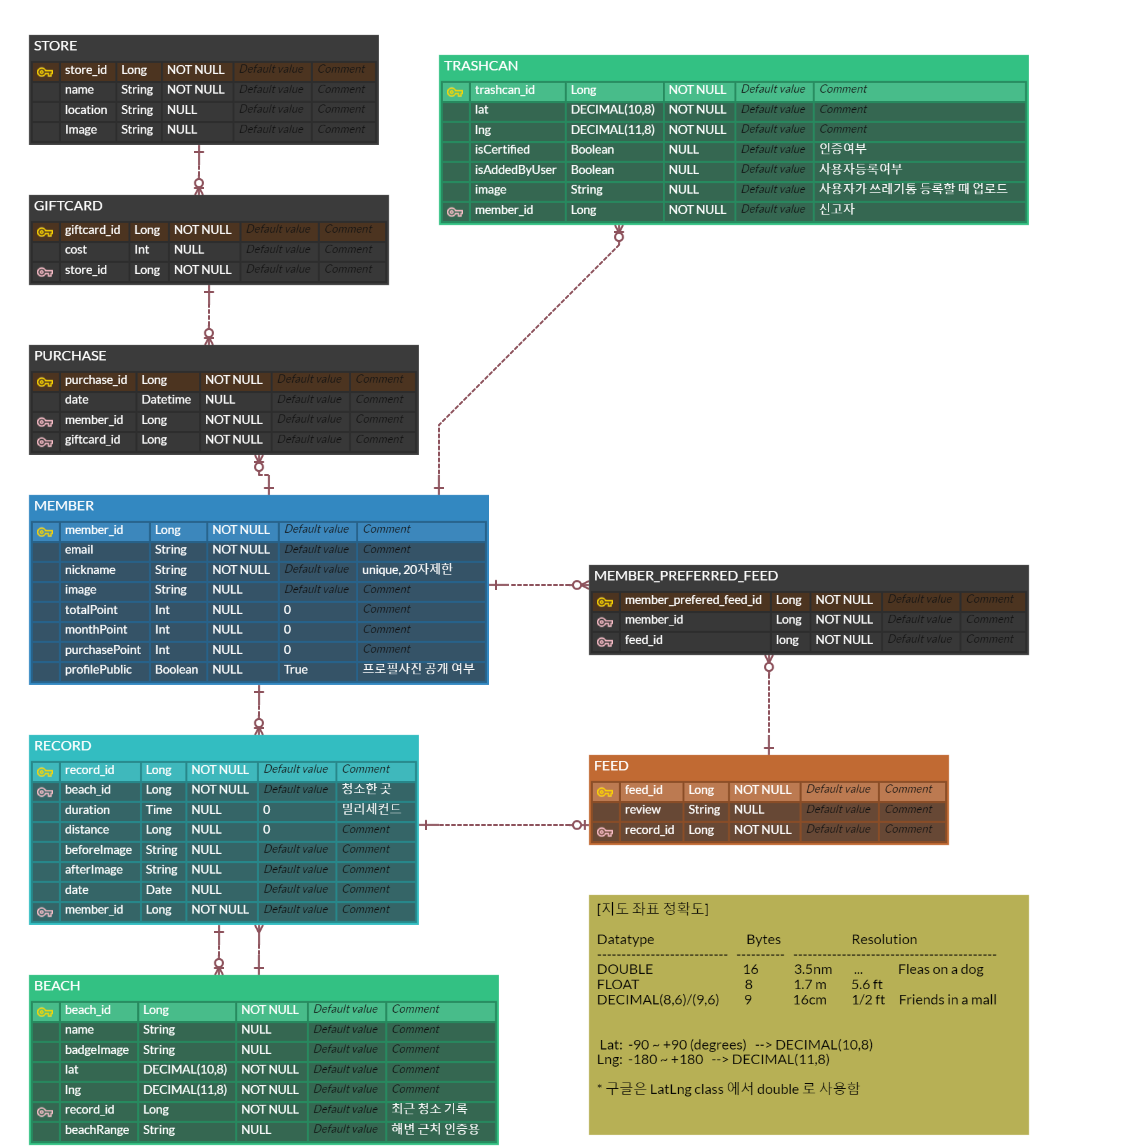 STORE
store_id Long NOT NULL Default value Comment
name String NOT NULL Default value Comment
location String NULL Default value Comment
Image String NULL Default value Comment
TRASHCAN
trashcan_id Long NOT NULL Default value Comment
lat DECIMAL(10,8) NOT NULL Default value Comment
lng DECIMAL(11,8) NOT NULL Default value Comment
isCertified Boolean NULL Default value 인증여부
isAddedByUser Boolean NULL Default value 사용자등록여부
image String NULL Default value 사용자가 쓰레기통 등록할 때 업로드
member_id Long NOT NULL Default value 신고자
GIFTCARD
giftcard_id Long NOT NULL Default value Comment
cost Int NULL Default value Comment
store_id Long NOT NULL Default value Comment
PURCHASE
purchase_id Long NOT NULL Default value Comment
date Datetime NULL Default value Comment
member_id Long NOT NULL Default value Comment
giftcard_id Long NOT NULL Default value Comment
MEMBER
member_id Long NOT NULL Default value Comment
email String NOT NULL Default value Comment
nickname String NOT NULL Default value unique, 20자제한
image String NULL Default value Comment
totalPoint Int NULL 0 Comment
monthPoint Int NULL 0 Comment
purchasePoint Int NULL 0 Comment
profilePublic Boolean NULL True 프로필사진 공개 여부
MEMBER_PREFERRED_FEED
member_prefered_feed_id Long NOT NULL Default value Comment
member_id Long NOT NULL Default value Comment
feed_id long NOT NULL Default value Comment
RECORD
record_id Long NOT NULL Default value Comment
beach_id Long NOT NULL Default value 청소한 곳
duration Time NULL 0 밀리세컨드
distance Long NULL 0 Comment
beforeImage String NULL Default value Comment
afterImage String NULL Default value Comment
date Date NULL Default value Comment
member_id Long NOT NULL Default value Comment
FEED
feed_id Long NOT NULL Default value Comment
review String NULL Default value Comment
record_id Long NOT NULL Default value Comment
BEACH
beach_id Long NOT NULL Default value Comment
name String NULL Default value Comment
badgeImage String NULL Default value Comment
lat DECIMAL(10,8) NOT NULL Default value Comment
lng DECIMAL(11,8) NOT NULL Default value Comment
record_id Long NOT NULL Default value 최근 청소 기록
beachRange String NULL Default value 해변 근처 인증용
[지도 좌표 정확도]
Datatype Bytes Resolution
--------------------------- ---------- ------------------------------------------
DOUBLE 16 3.5nm ... Fleas on a dog
FLOAT 8 1.7 m 5.6 ft
DECIMAL(8,6)/(9,6) 9 16cm 1/2 ft Friends in a mall
Lat: -90 ~ +90 (degrees) --> DECIMAL(10,8)
Lng: -180 ~ +180 --> DECIMAL(11,8)
* 구글은 LatLng class 에서 double 로 사용함